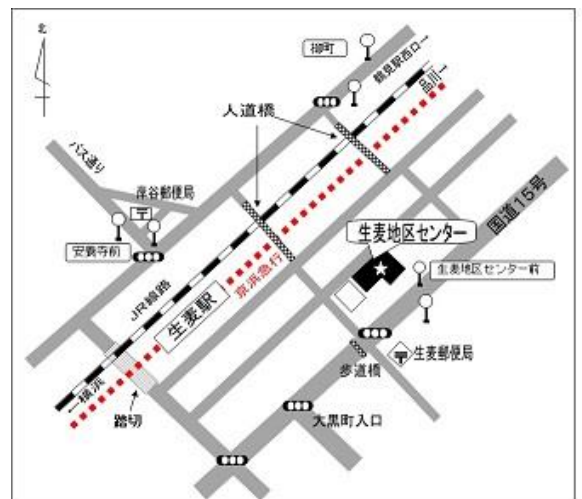 北
柳町
鶴見駅西口→
品川→
人道橋
バス通り
岸谷郵便局
安養寺前
国道15号
生麦地区センター
生麦地区センター前
JR線路
京浜急行
生麦駅
生麦郵便局
歩道橋
←横浜
踏切
大黒町入口